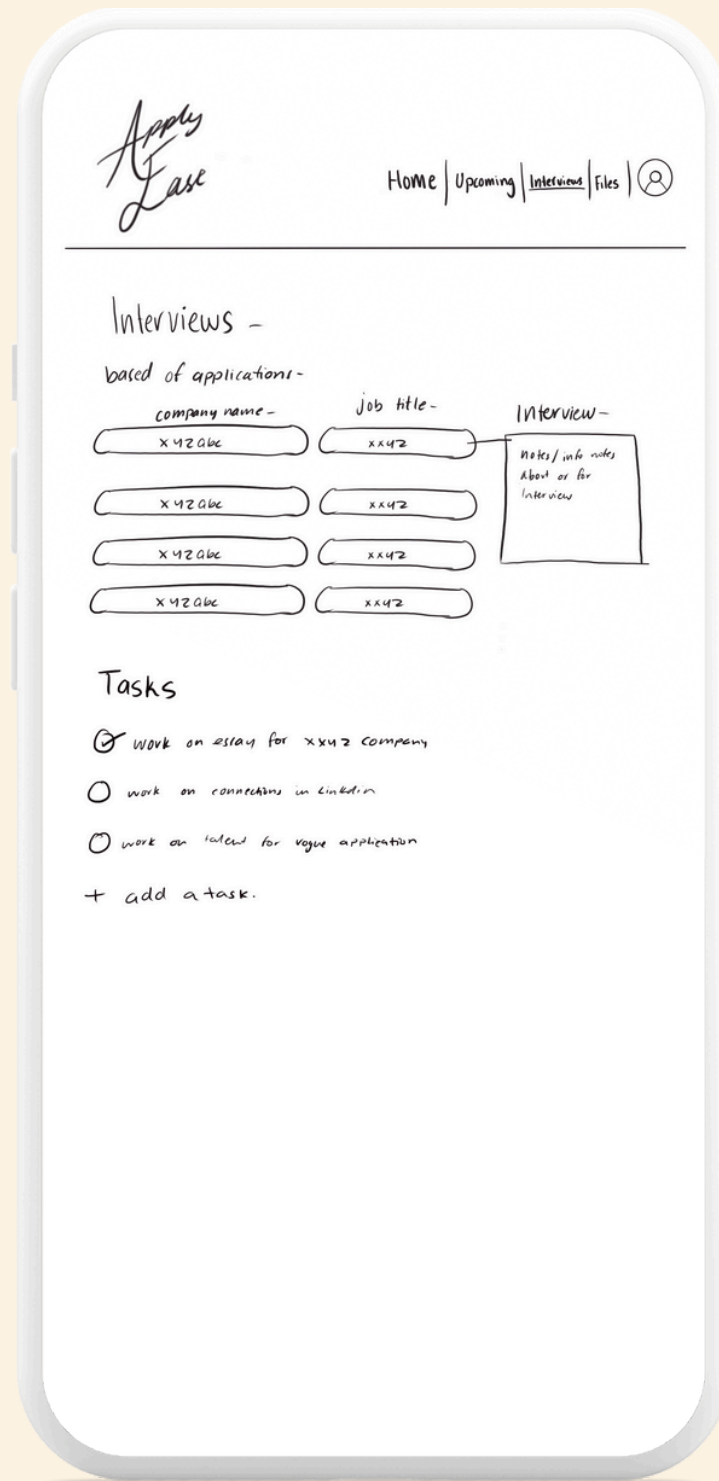 Apply
Ease
Home | Upcoming | Interviews | Files |
Interviews -
based of applications -
company name - job title - Interview -
xyzabc xxyz
notes/info notes
About or for
Interview
xyzabc xxyz
xyzabc xxyz
xyzabc xxyz
Tasks
work on essay for xxyz company
work on connections in Linkdin
work on for vogue application
+ add a task.